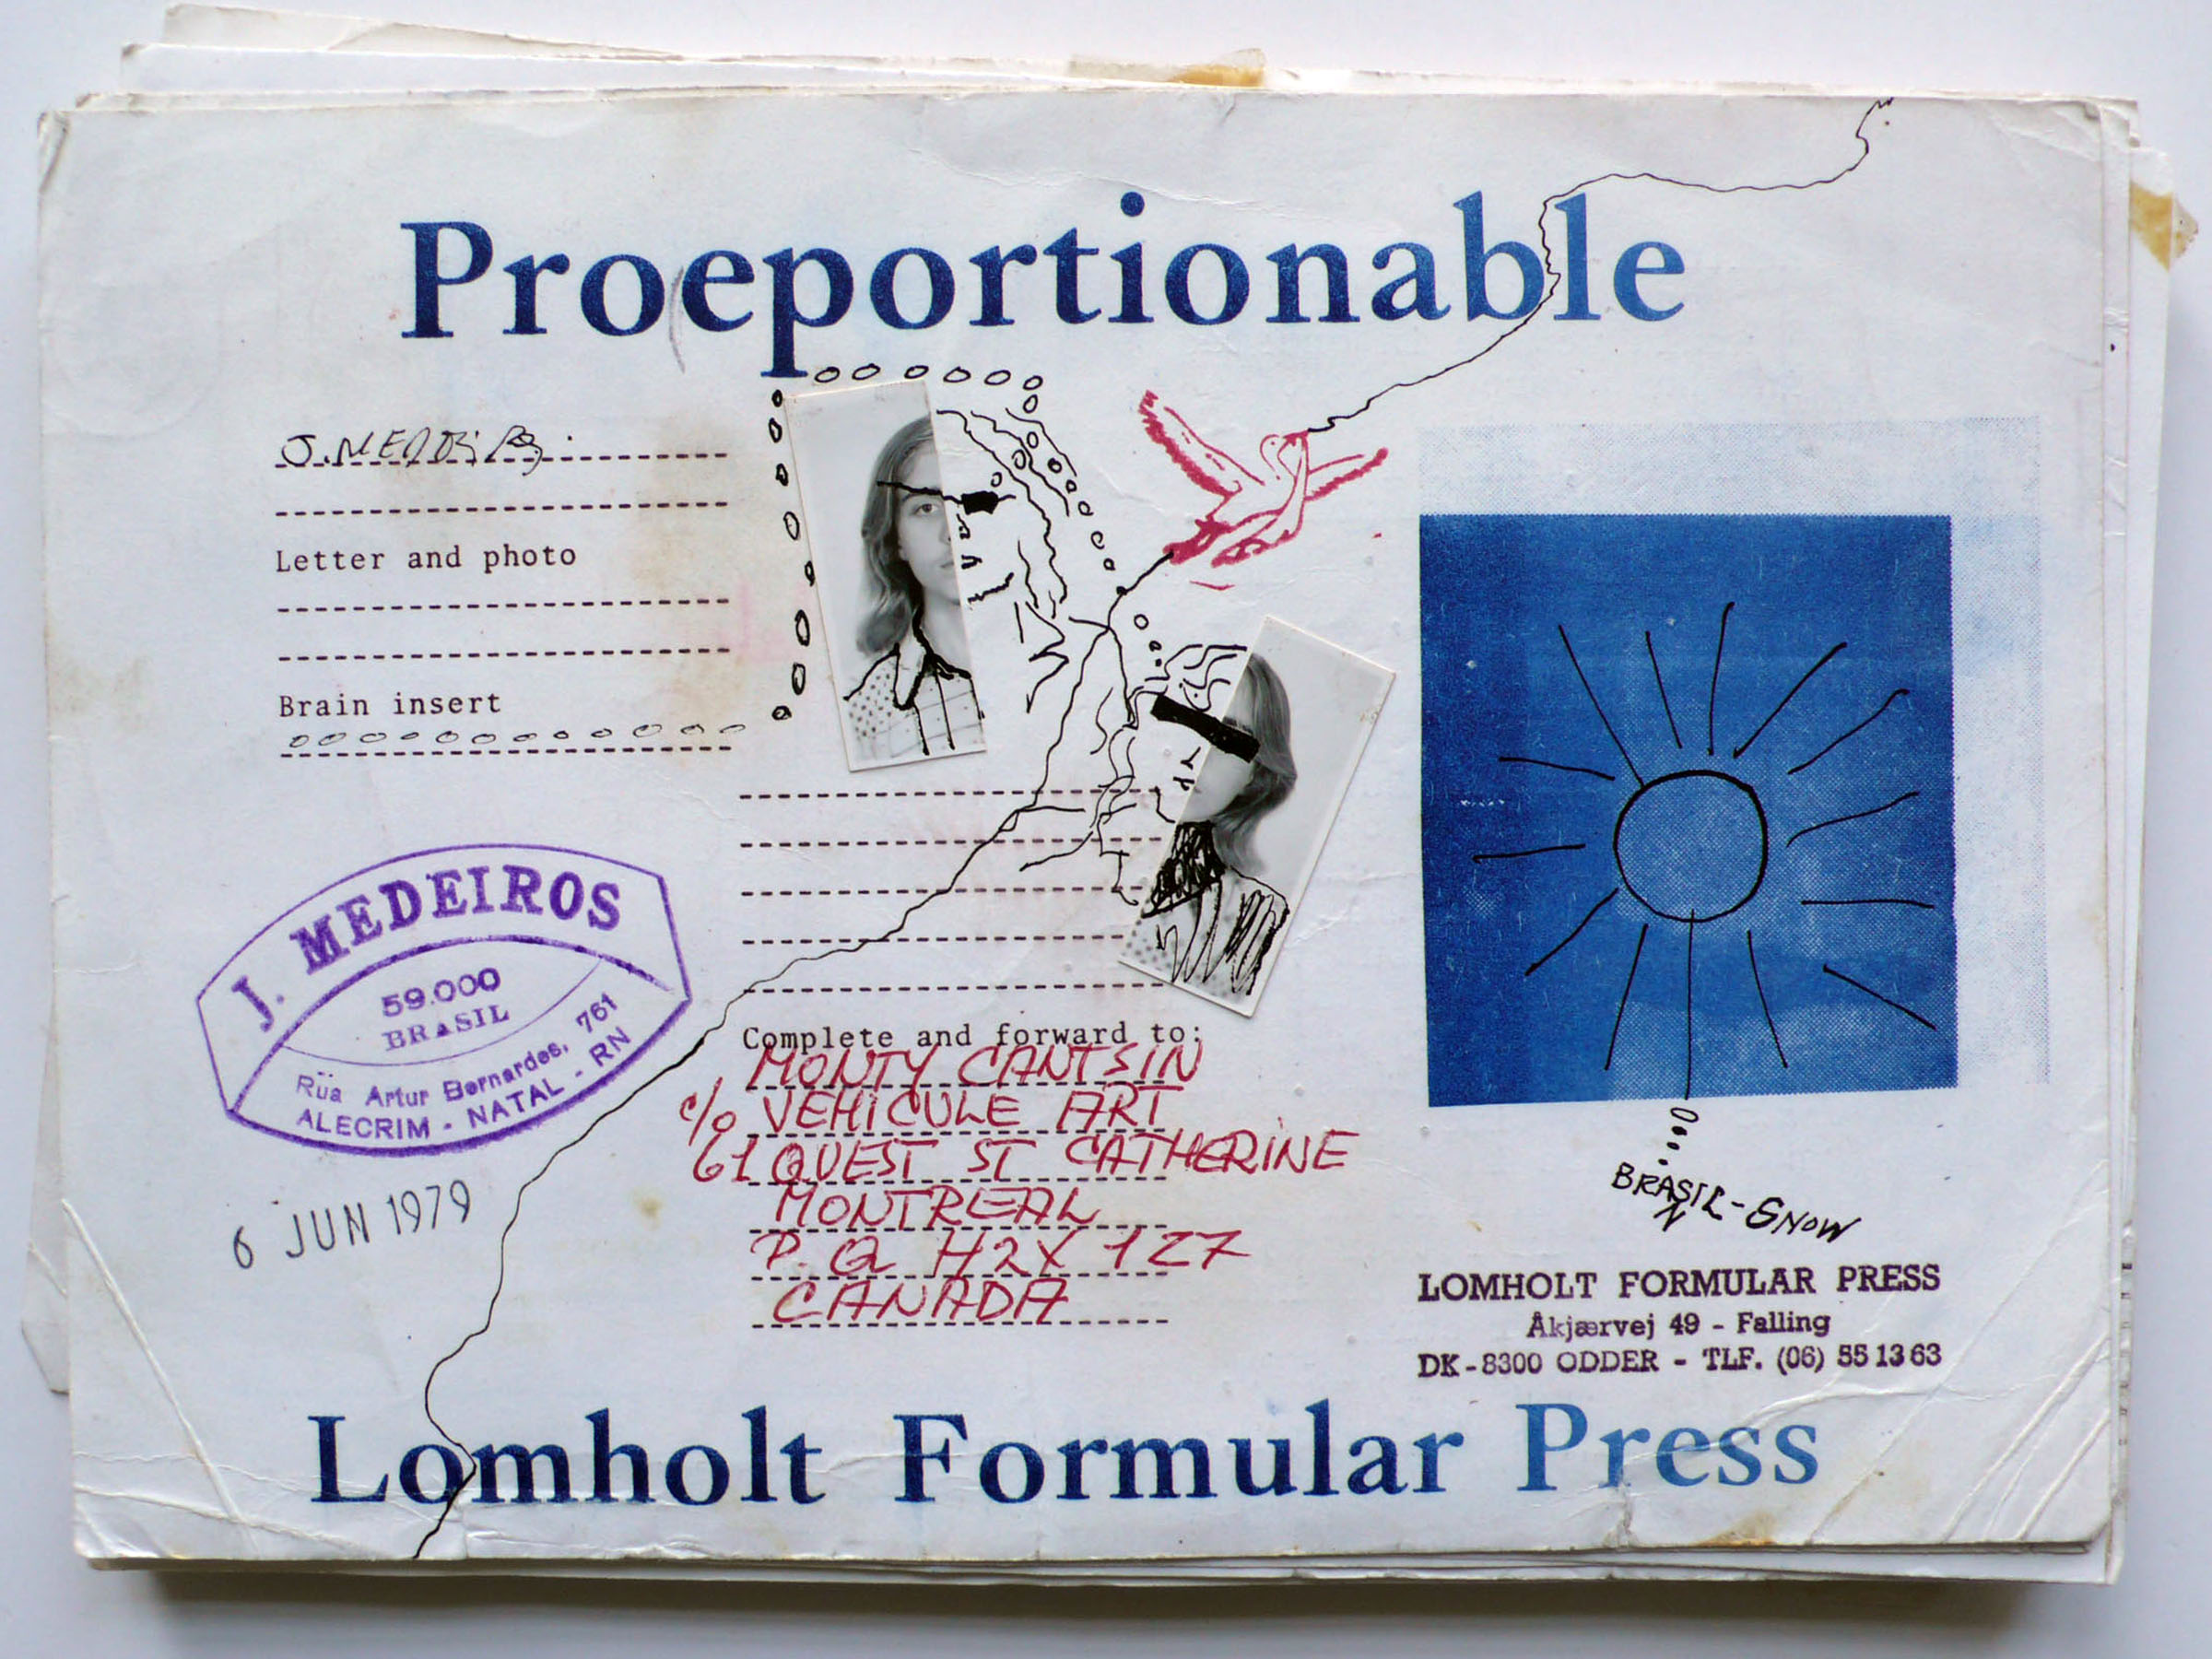 Proeportionable
J. MEDEIROS
Letter and photo
Brain insert
J. MEDEIROS
59.000
BRASIL
Rüa Artur Bernardes, 761
ALECRIM - NATAL - RN
6 JUN 1979
Complete and forward to:
MONTY CANTSIN
c/o VEHICULE ART
61 OUEST ST CATHERINE
MONTREAL
P.Q H2X 1Z7
CANADA
BRASIL-SNOW
LOMHOLT FORMULAR PRESS
Åkjærvej 49 - Falling
DK-8300 ODDER - TLF. (06) 55 13 63
Lomholt Formular Press